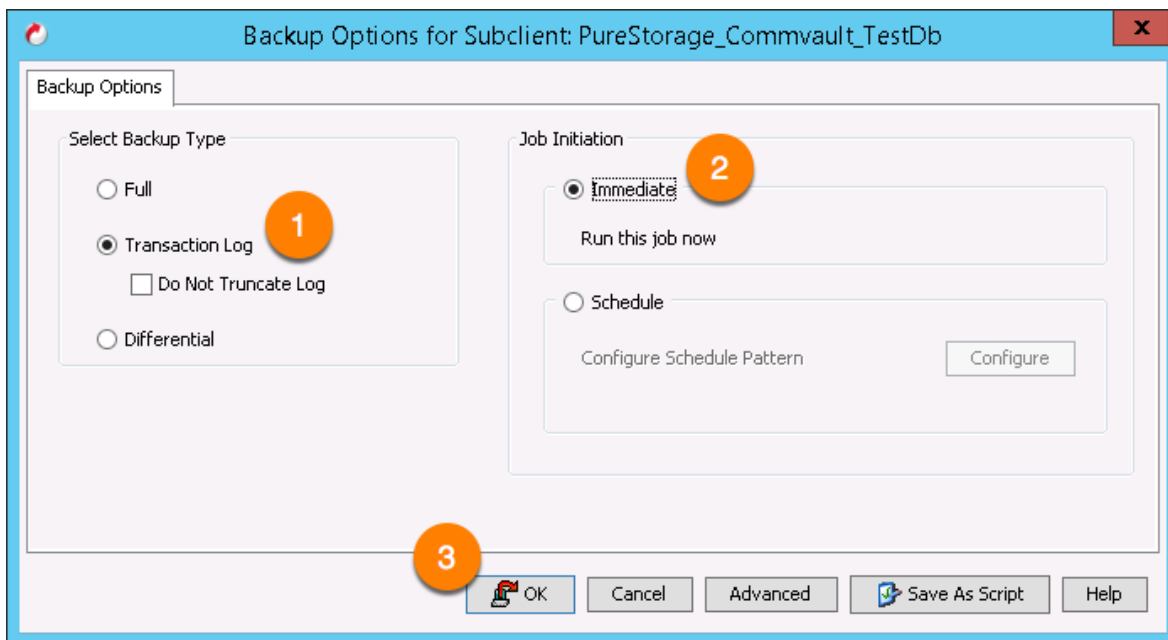 Backup Options for Subclient: PureStorage_Commvault_TestDb
x
Backup Options
Select Backup Type
Full
1
Transaction Log
Do Not Truncate Log
Differential
Job Initiation
2
Immediate
Run this job now
Schedule
Configure Schedule Pattern
Configure
3
OK
Cancel
Advanced
Save As Script
Help